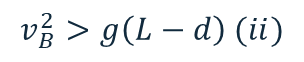 v_B^2 > g(L − d) (ii)